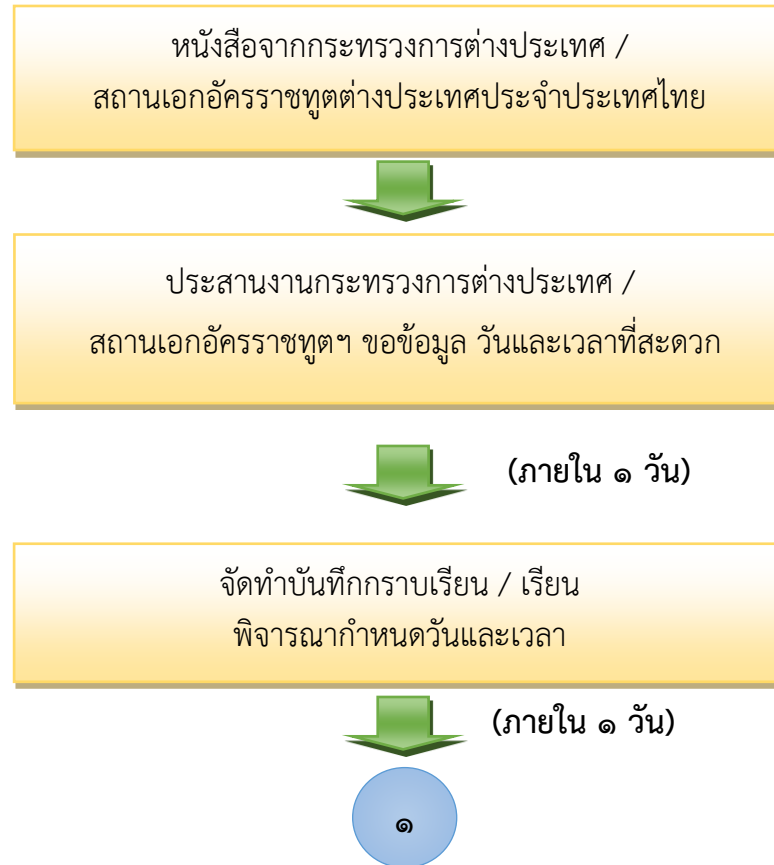 หนังสือจากกระทรวงการต่างประเทศ /
สถานเอกอัครราชทูตต่างประเทศประจำประเทศไทย
ประสานงานกระทรวงการต่างประเทศ /
สถานเอกอัครราชทูตฯ ขอข้อมูล วันและเวลาที่สะดวก
(ภายใน ๑ วัน)
จัดทำบันทึกกราบเรียน / เรียน
พิจารณากำหนดวันและเวลา
(ภายใน ๑ วัน)
๑